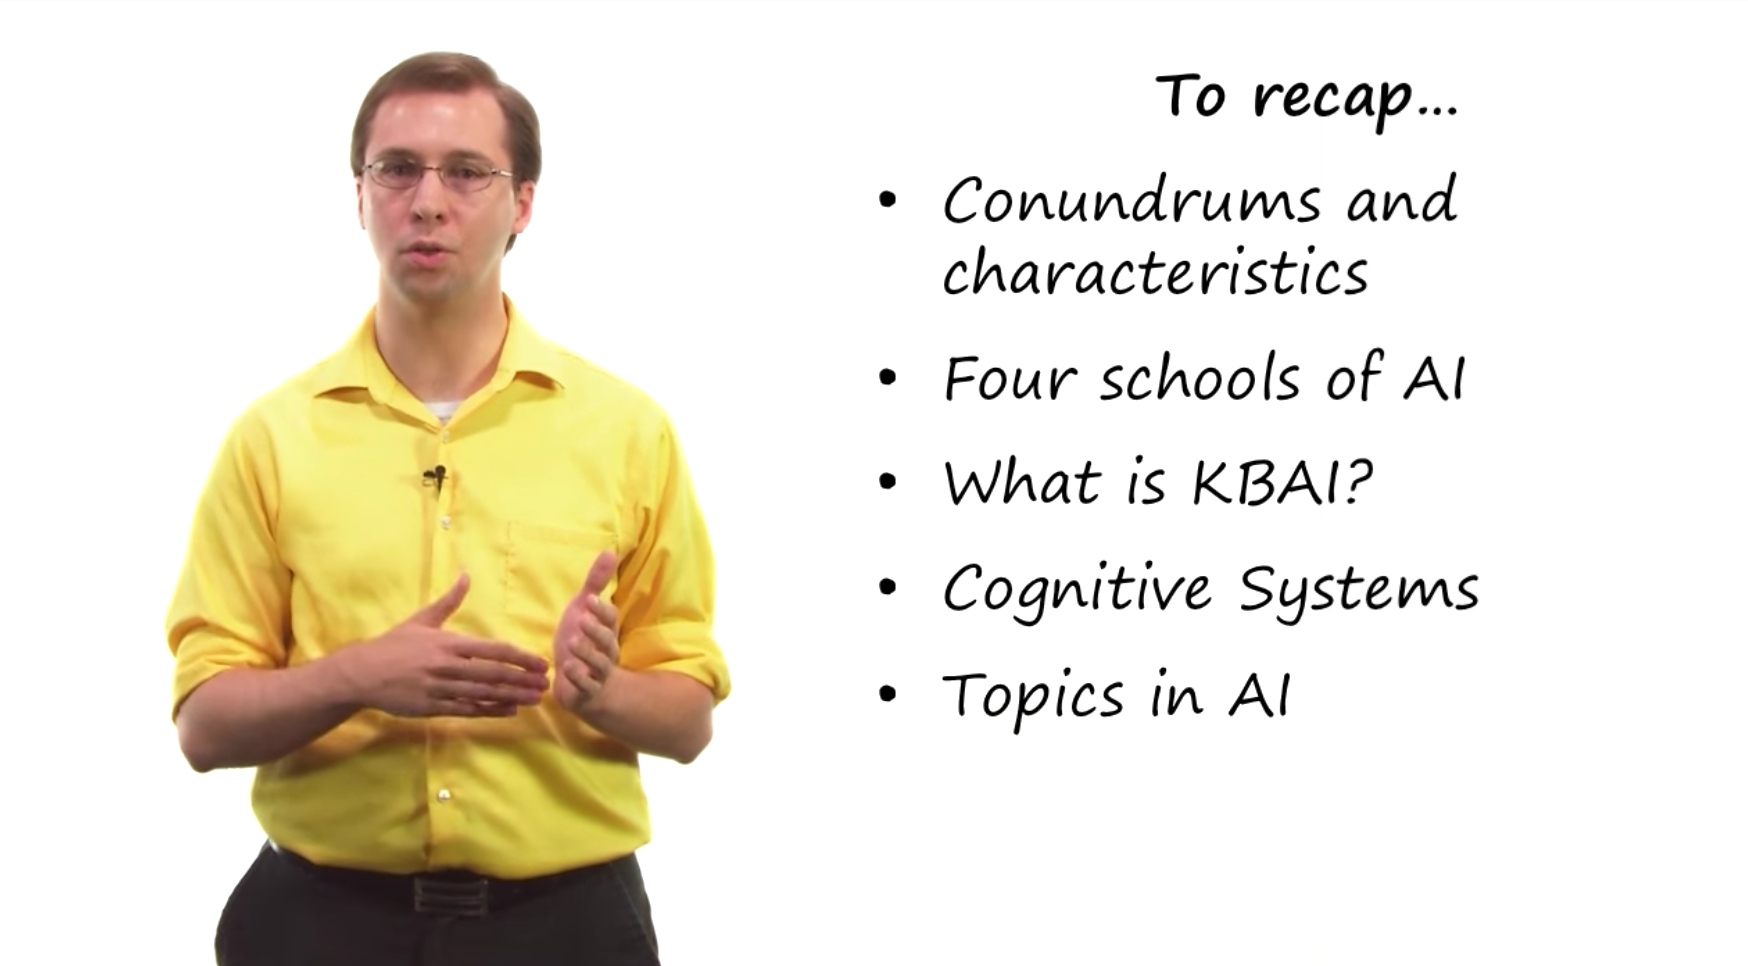 To recap...
• Conundrums and
characteristics
• Four schools of AI
• What is KBAI?
• Cognitive Systems
• Topics in AI